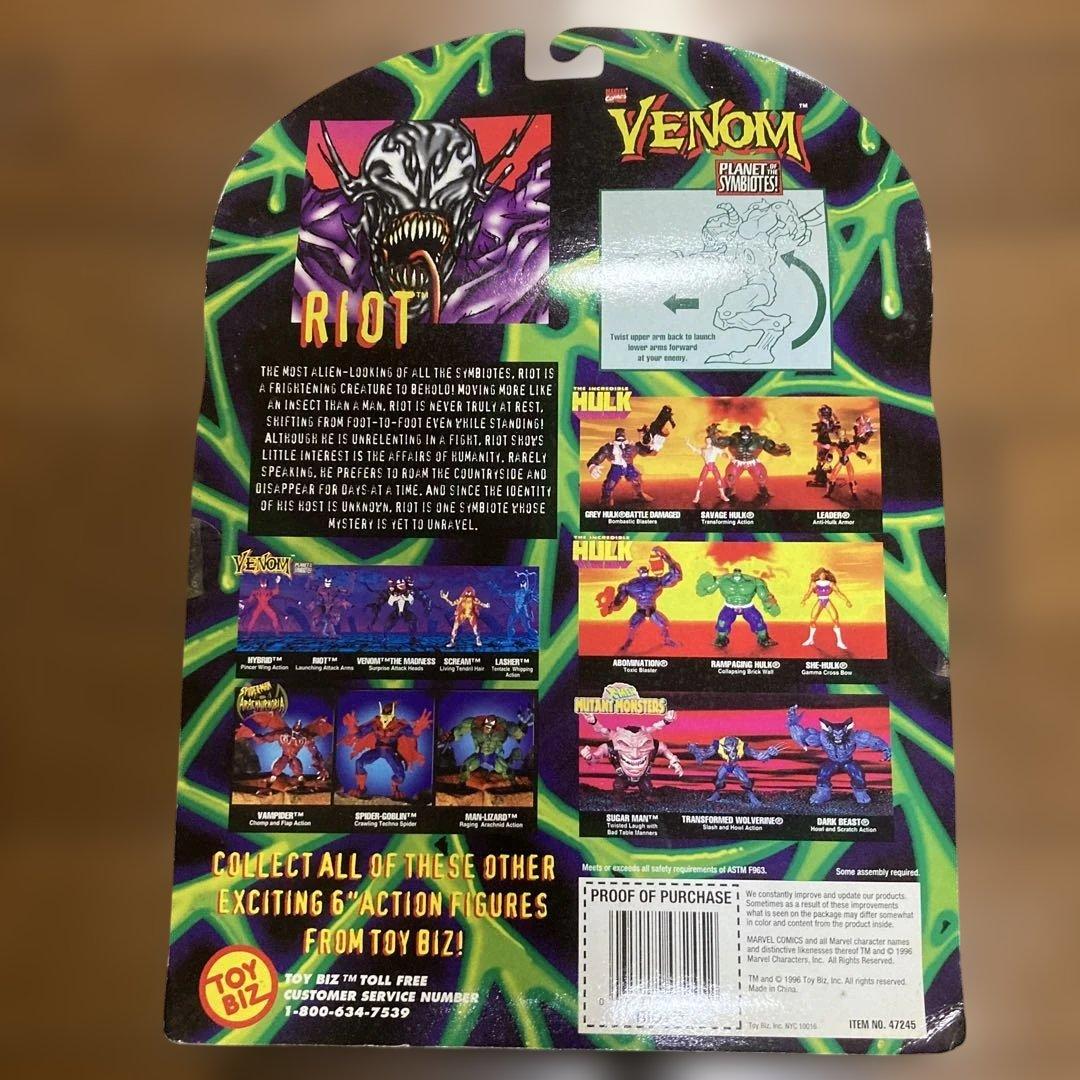 MARVEL
COMICS
VENOM™
PLANET OF THE
SYMBIOTES!
RIOT™
Twist upper arm back to launch
lower arms forward
at your enemy.
THE MOST ALIEN-LOOKING OF ALL THE SYMBIOTES, RIOT IS
A FRIGHTENING CREATURE TO BEHOLD! MOVING MORE LIKE
AN INSECT THAN A MAN, RIOT IS NEVER TRULY AT REST,
SHIFTING FROM FOOT-TO-FOOT EVEN WHILE STANDING!
ALTHOUGH HE IS UNRELENTING IN A FIGHT, RIOT SHOWS
LITTLE INTEREST IS THE AFFAIRS OF HUMANITY. RARELY
SPEAKING, HE PREFERS TO ROAM THE COUNTRYSIDE AND
DISAPPEAR FOR DAYS AT A TIME. AND SINCE THE IDENTITY
OF HIS HOST IS UNKNOWN, RIOT IS ONE SYMBIOTE WHOSE
MYSTERY IS YET TO UNRAVEL.
THE INCREDIBLE
HULK
GREY HULK®BATTLE DAMAGED
Bombastic Blasters
SAVAGE HULK®
Transforming Action
LEADER®
Anti-Hulk Armor
THE INCREDIBLE
HULK
ABOMINATION®
Toxic Blaster
RAMPAGING HULK®
Collapsing Brick Wall
SHE-HULK®
Gamma Cross Bow
VENOM™
HYBRID™
Pincer Wing Action
RIOT™
Launching Attack Arms
VENOM™THE MADNESS
Surprise Attack Heads
SCREAM™
Living Tendril Hair
LASHER™
Tentacle Whipping
Action
SPIDER-MAN
ARACHNIPHOBIA
VAMPIDER™
Chomp and Flap Action
SPIDER-GOBLIN™
Crawling Techno Spider
MAN-LIZARD™
Raging Arachnid Action
X-MEN
MUTANT MONSTERS
SUGAR MAN™
Twisted Laugh with
Bad Table Manners
TRANSFORMED WOLVERINE®
Slash and Howl Action
DARK BEAST®
Howl and Scratch Action
COLLECT ALL OF THESE OTHER
EXCITING 6" ACTION FIGURES
FROM TOY BIZ!
TOY
BIZ
TOY BIZ™ TOLL FREE
CUSTOMER SERVICE NUMBER
1-800-634-7539
Meets or exceeds all safety requirements of ASTM F963.
Some assembly required.
PROOF OF PURCHASE
We constantly improve and update our products.
Sometimes as a result of these improvements
what is seen on the package may differ somewhat
in color and content from the product inside.
MARVEL COMICS and all Marvel character names
and distinctive likenesses thereof TM and © 1996
Marvel Characters, Inc. All Rights Reserved.
TM and © 1996 Toy Biz, Inc. All rights reserved.
Made in China.
Toy Biz, Inc. NYC 10016
ITEM NO. 47245